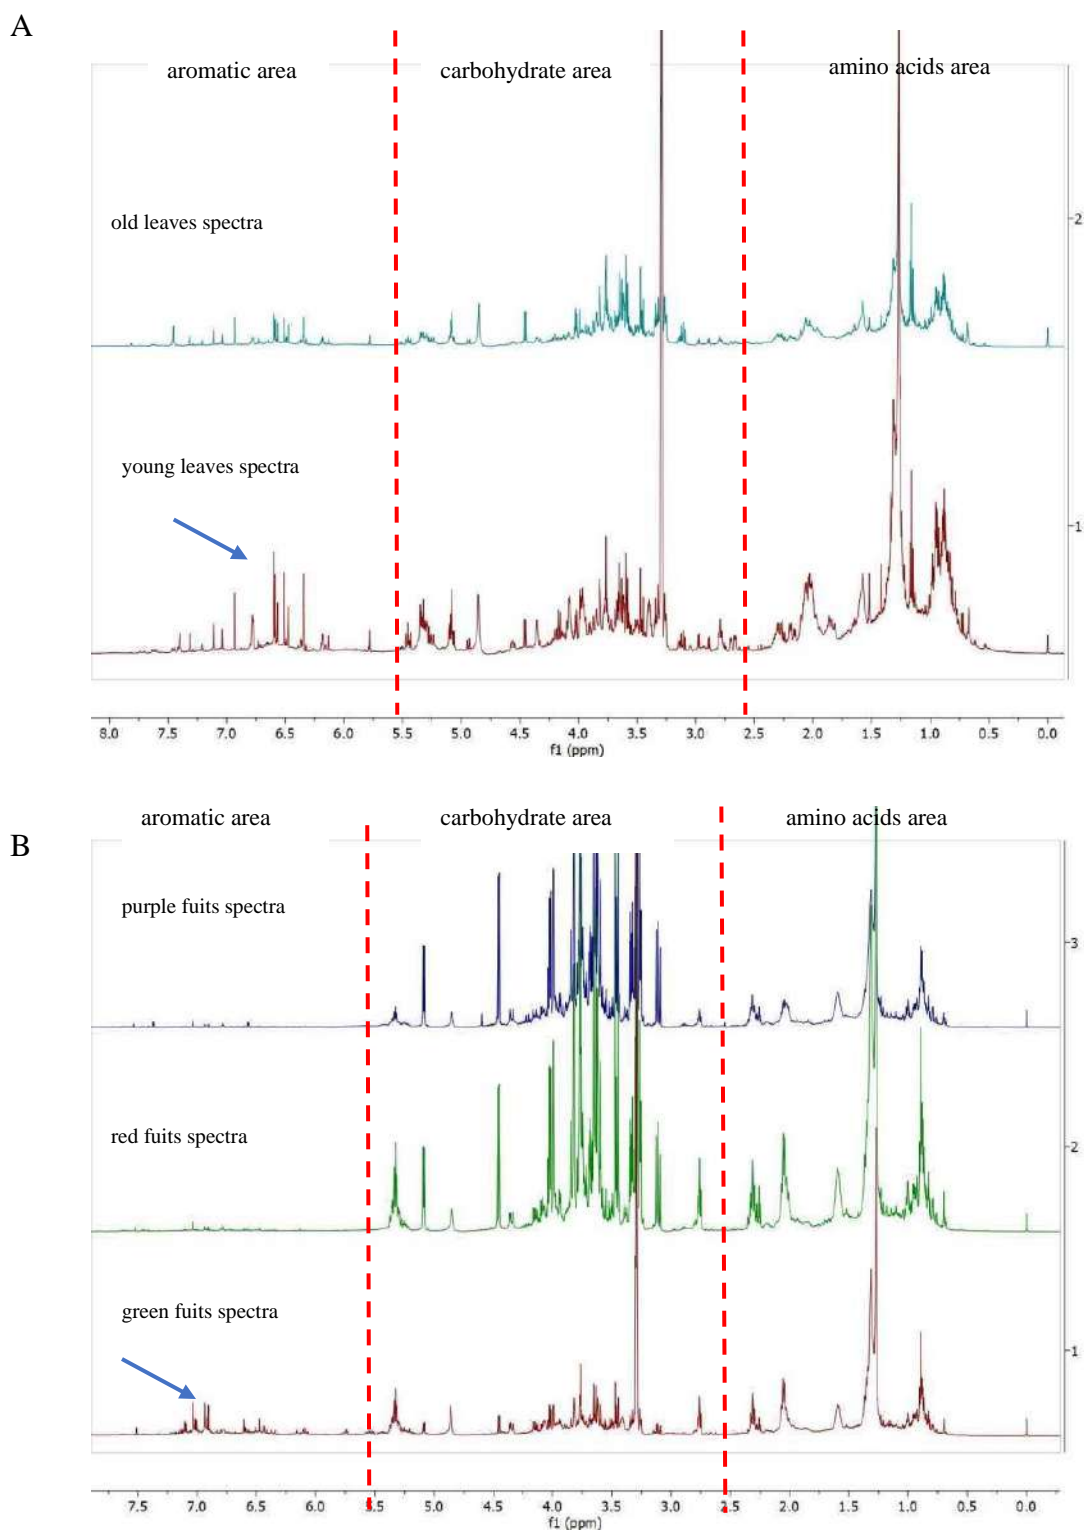 A
aromatic area carbohydrate area amino acids area
old leaves spectra
2
young leaves spectra
1
8.0 7.5 7.0 6.5 6.0 5.5 5.0 4.5 4.0 3.5 3.0 2.5 2.0 1.5 1.0 0.5 0.0
f1 (ppm)
B
aromatic area carbohydrate area amino acids area
purple fuits spectra
3
red fuits spectra
2
green fuits spectra
1
7.5 7.0 6.5 6.0 5.5 5.0 4.5 4.0 3.5 3.0 2.5 2.0 1.5 1.0 0.5 0.0
f1 (ppm)